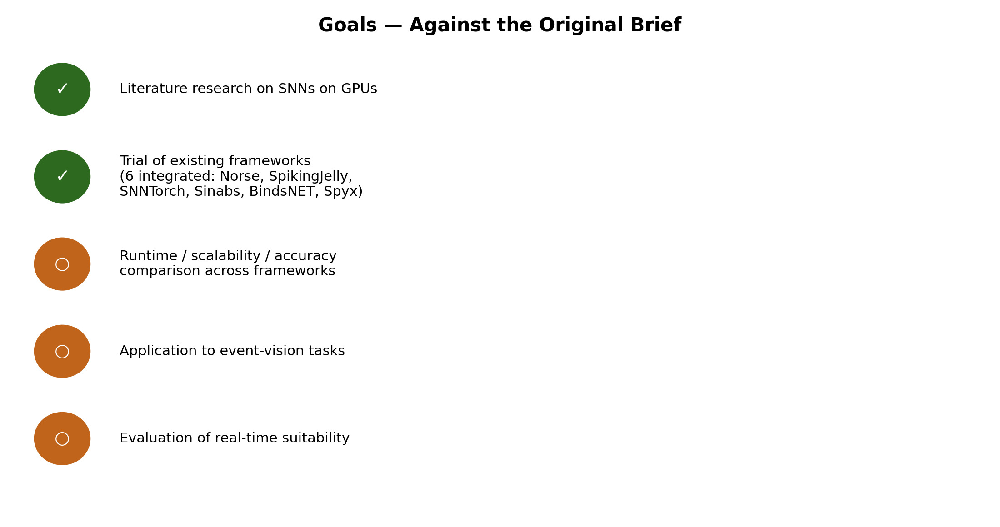 Goals — Against the Original Brief
✓ Literature research on SNNs on GPUs
✓ Trial of existing frameworks
(6 integrated: Norse, SpikingJelly,
SNNTorch, Sinabs, BindsNET, Spyx)
○ Runtime / scalability / accuracy
comparison across frameworks
○ Application to event-vision tasks
○ Evaluation of real-time suitability